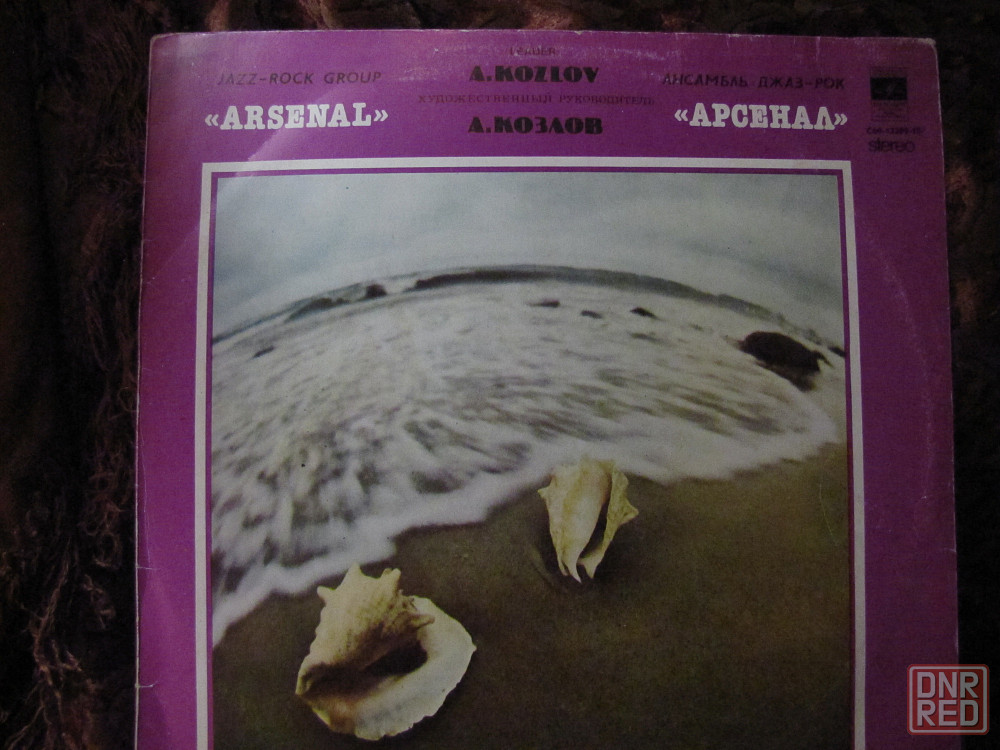 LEADER
JAZZ-ROCK GROUP
A.KOZLOV
АНСАМБЛЬ ДЖАЗ-РОК
ХУДОЖЕСТВЕННЫЙ РУКОВОДИТЕЛЬ
«ARSENAL»
А.КОЗЛОВ
«АРСЕНАЛ»
stereo
DNR
RED